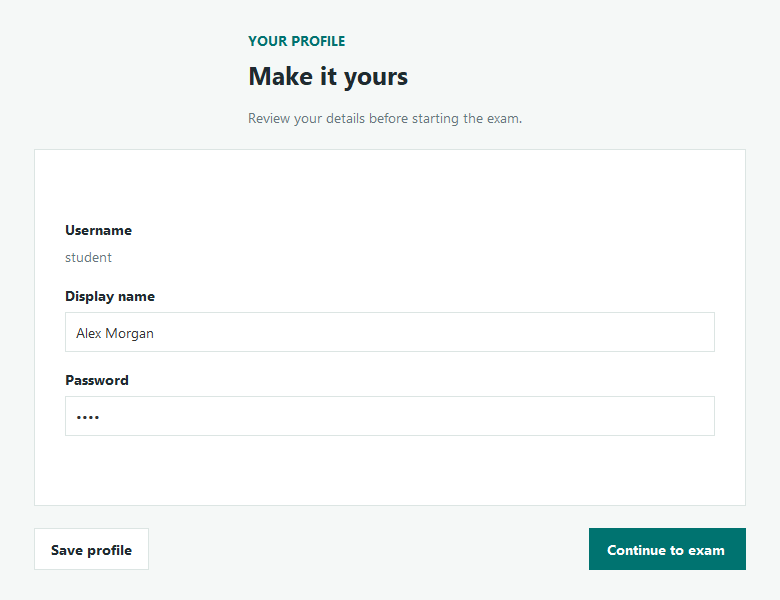 YOUR PROFILE
Make it yours
Review your details before starting the exam.
Username
student
Display name
Alex Morgan
Password
••••
Save profile
Continue to exam